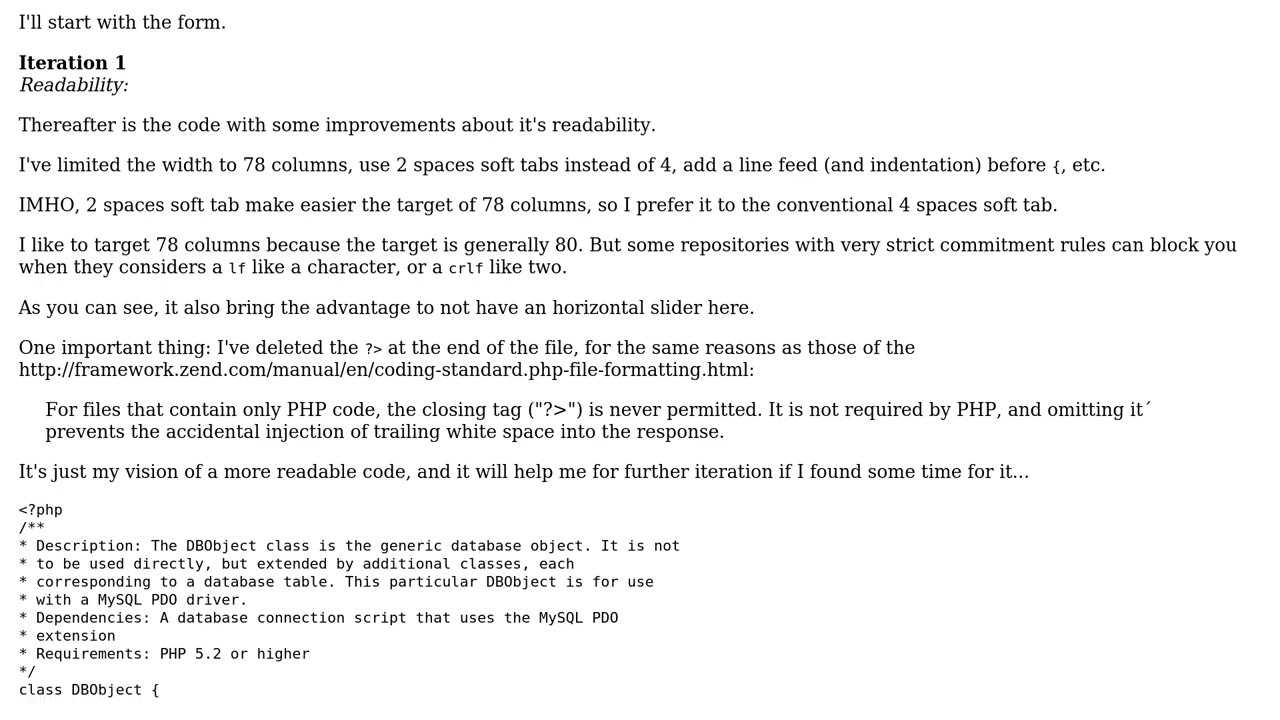 I'll start with the form.
Iteration 1
Readability:
Thereafter is the code with some improvements about it's readability.
I've limited the width to 78 columns, use 2 spaces soft tabs instead of 4, add a line feed (and indentation) before {, etc.
IMHO, 2 spaces soft tab make easier the target of 78 columns, so I prefer it to the conventional 4 spaces soft tab.
I like to target 78 columns because the target is generally 80. But some repositories with very strict commitment rules can block you
when they considers a lf like a character, or a crlf like two.
As you can see, it also bring the advantage to not have an horizontal slider here.
One important thing: I've deleted the ?> at the end of the file, for the same reasons as those of the
http://framework.zend.com/manual/en/coding-standard.php-file-formatting.html:
For files that contain only PHP code, the closing tag ("?>") is never permitted. It is not required by PHP, and omitting it´
prevents the accidental injection of trailing white space into the response.
It's just my vision of a more readable code, and it will help me for further iteration if I found some time for it...
<?php
/**
* Description: The DBObject class is the generic database object. It is not
* to be used directly, but extended by additional classes, each
* corresponding to a database table. This particular DBObject is for use
* with a MySQL PDO driver.
* Dependencies: A database connection script that uses the MySQL PDO
* extension
* Requirements: PHP 5.2 or higher
*/
class DBObject {